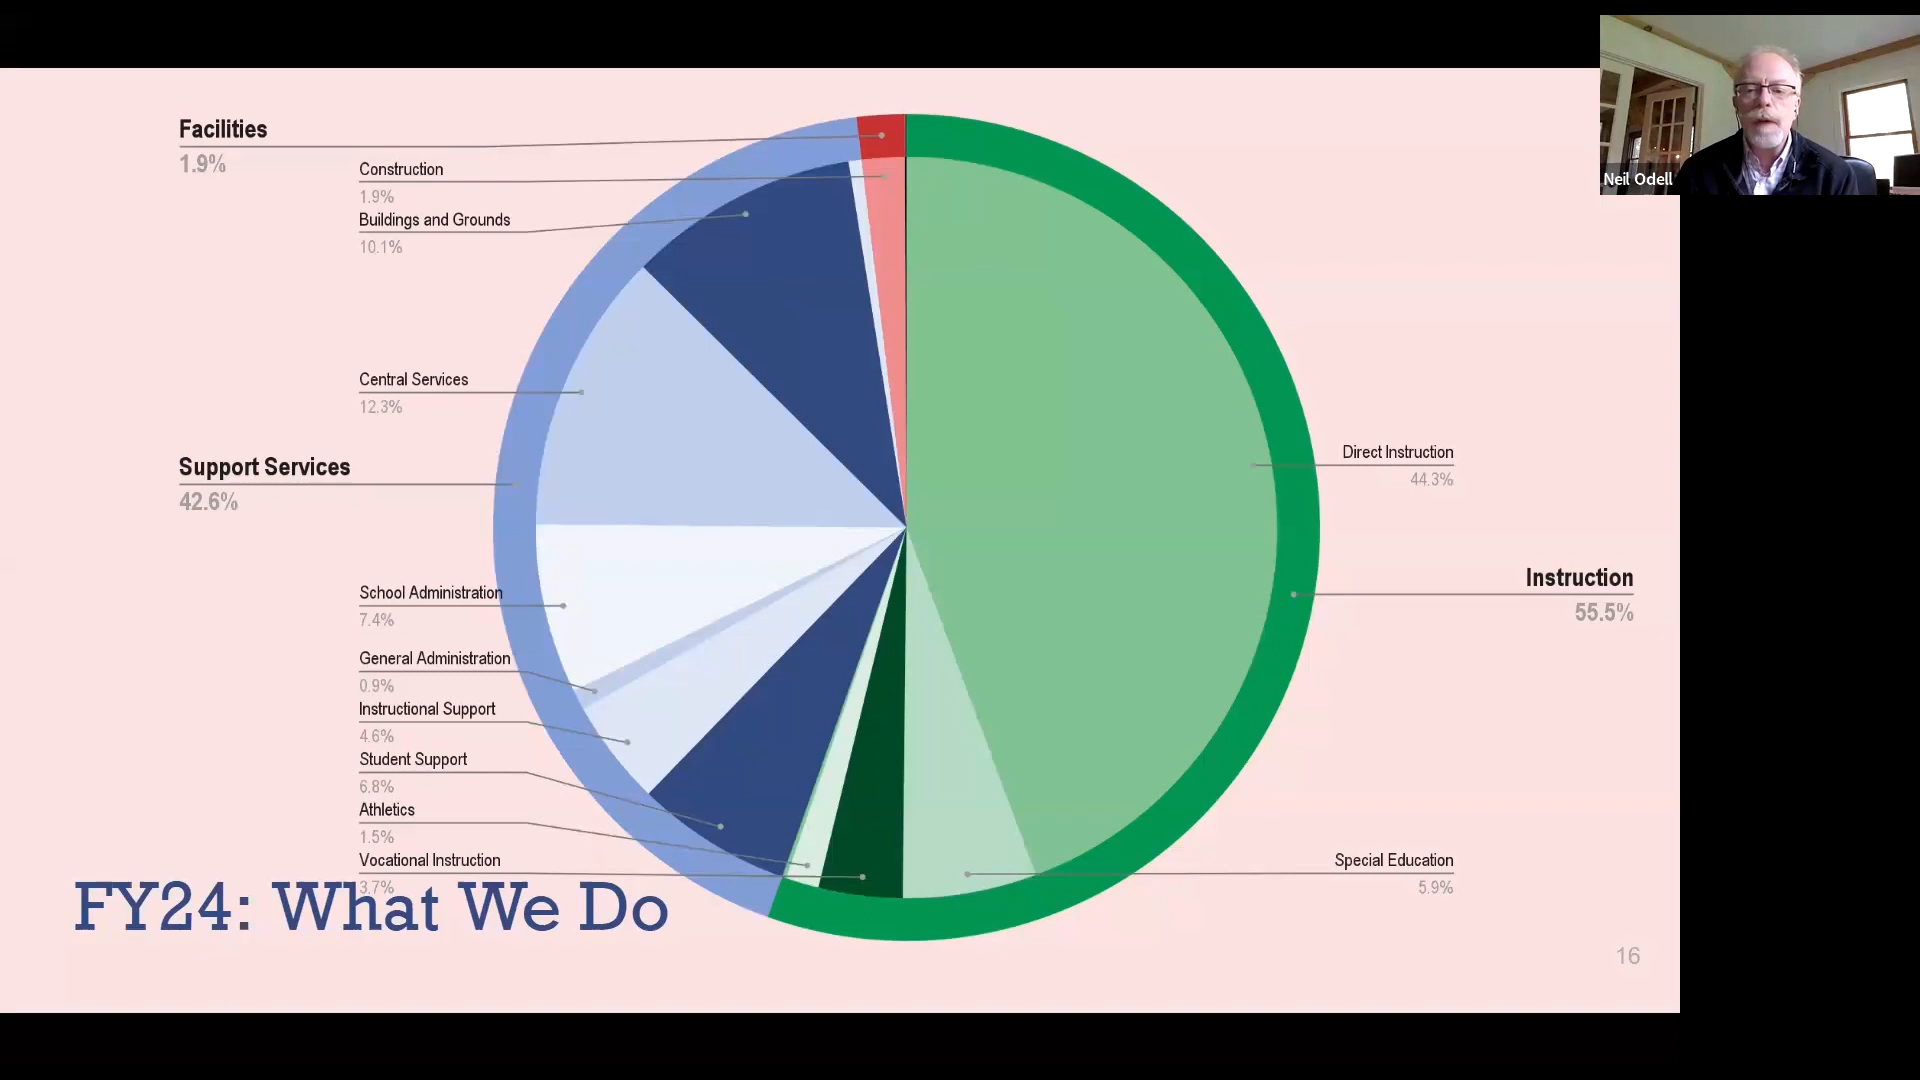 Facilities
1.9%
Construction
1.9%
Buildings and Grounds
10.1%
Central Services
12.3%
Support Services
42.6%
School Administration
7.4%
General Administration
0.9%
Instructional Support
4.6%
Student Support
6.8%
Athletics
1.5%
Vocational Instruction
3.7%
Direct Instruction
44.3%
Instruction
55.5%
Special Education
5.9%
FY24: What We Do
16
Neil Odell